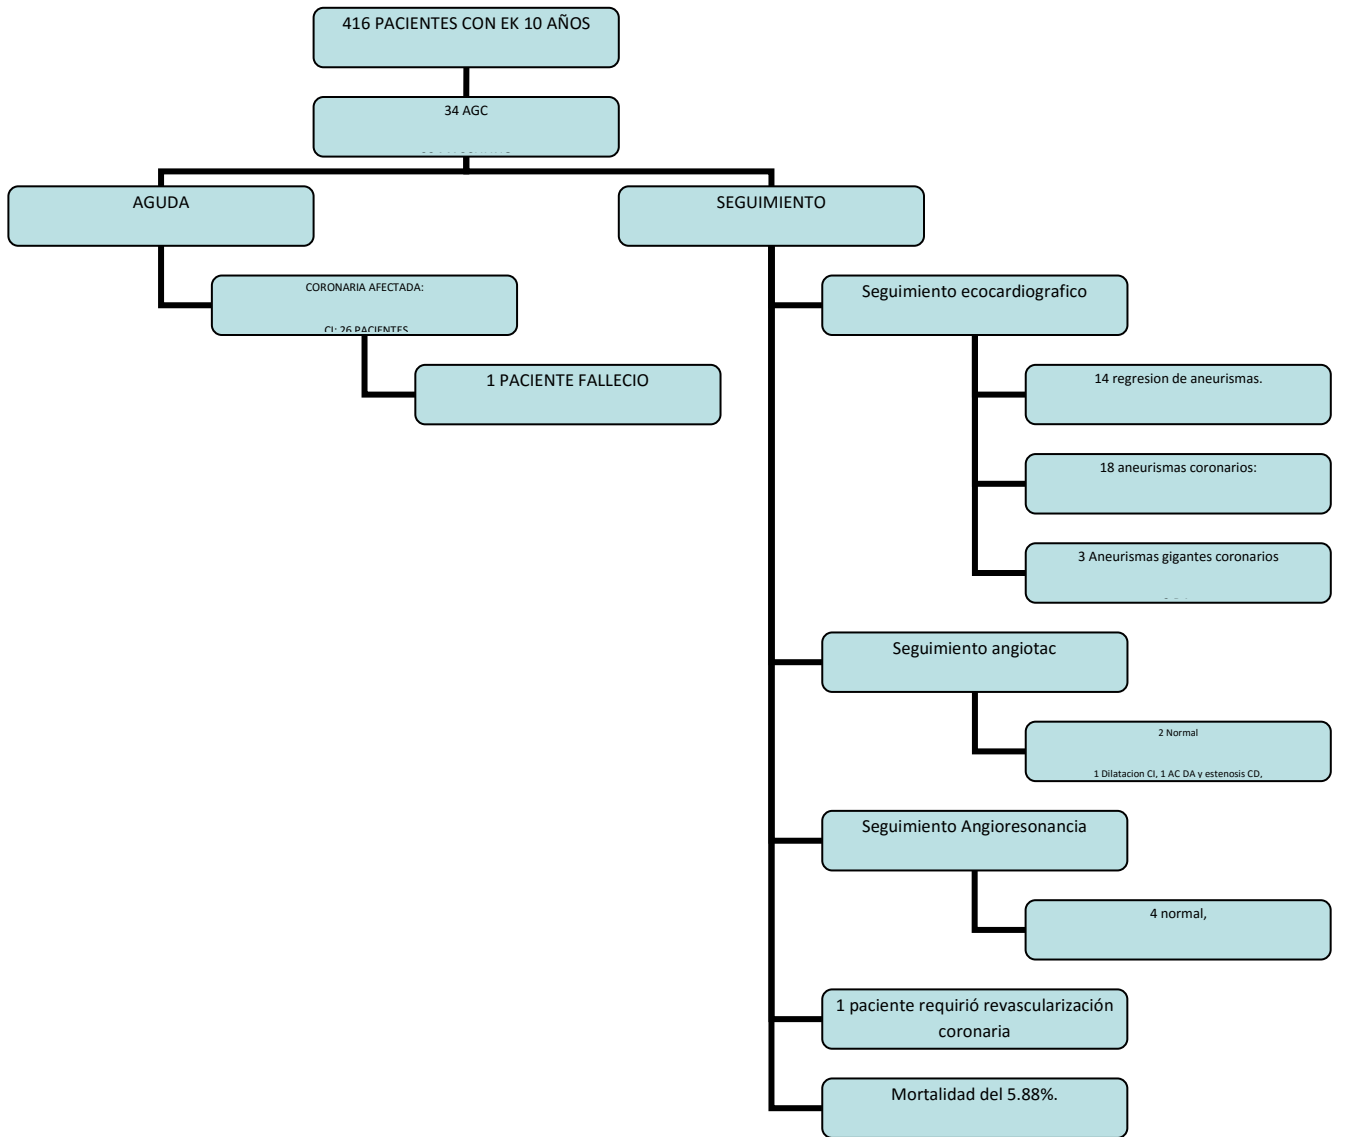 416 PACIENTES CON EK 10 AÑOS
34 AGC
AGUDA
SEGUIMIENTO
CORONARIA AFECTADA:
CI: 26 PACIENTES
1 PACIENTE FALLECIO
Seguimiento ecocardiografico
14 regresion de aneurismas.
18 aneurismas coronarios:
3 Aneurismas gigantes coronarios
Seguimiento angiotac
2 Normal
1 Dilatacion CI, 1 AC DA y estenosis CD,
Seguimiento Angioresonancia
4 normal,
1 paciente requirió revascularización
coronaria
Mortalidad del 5.88%.